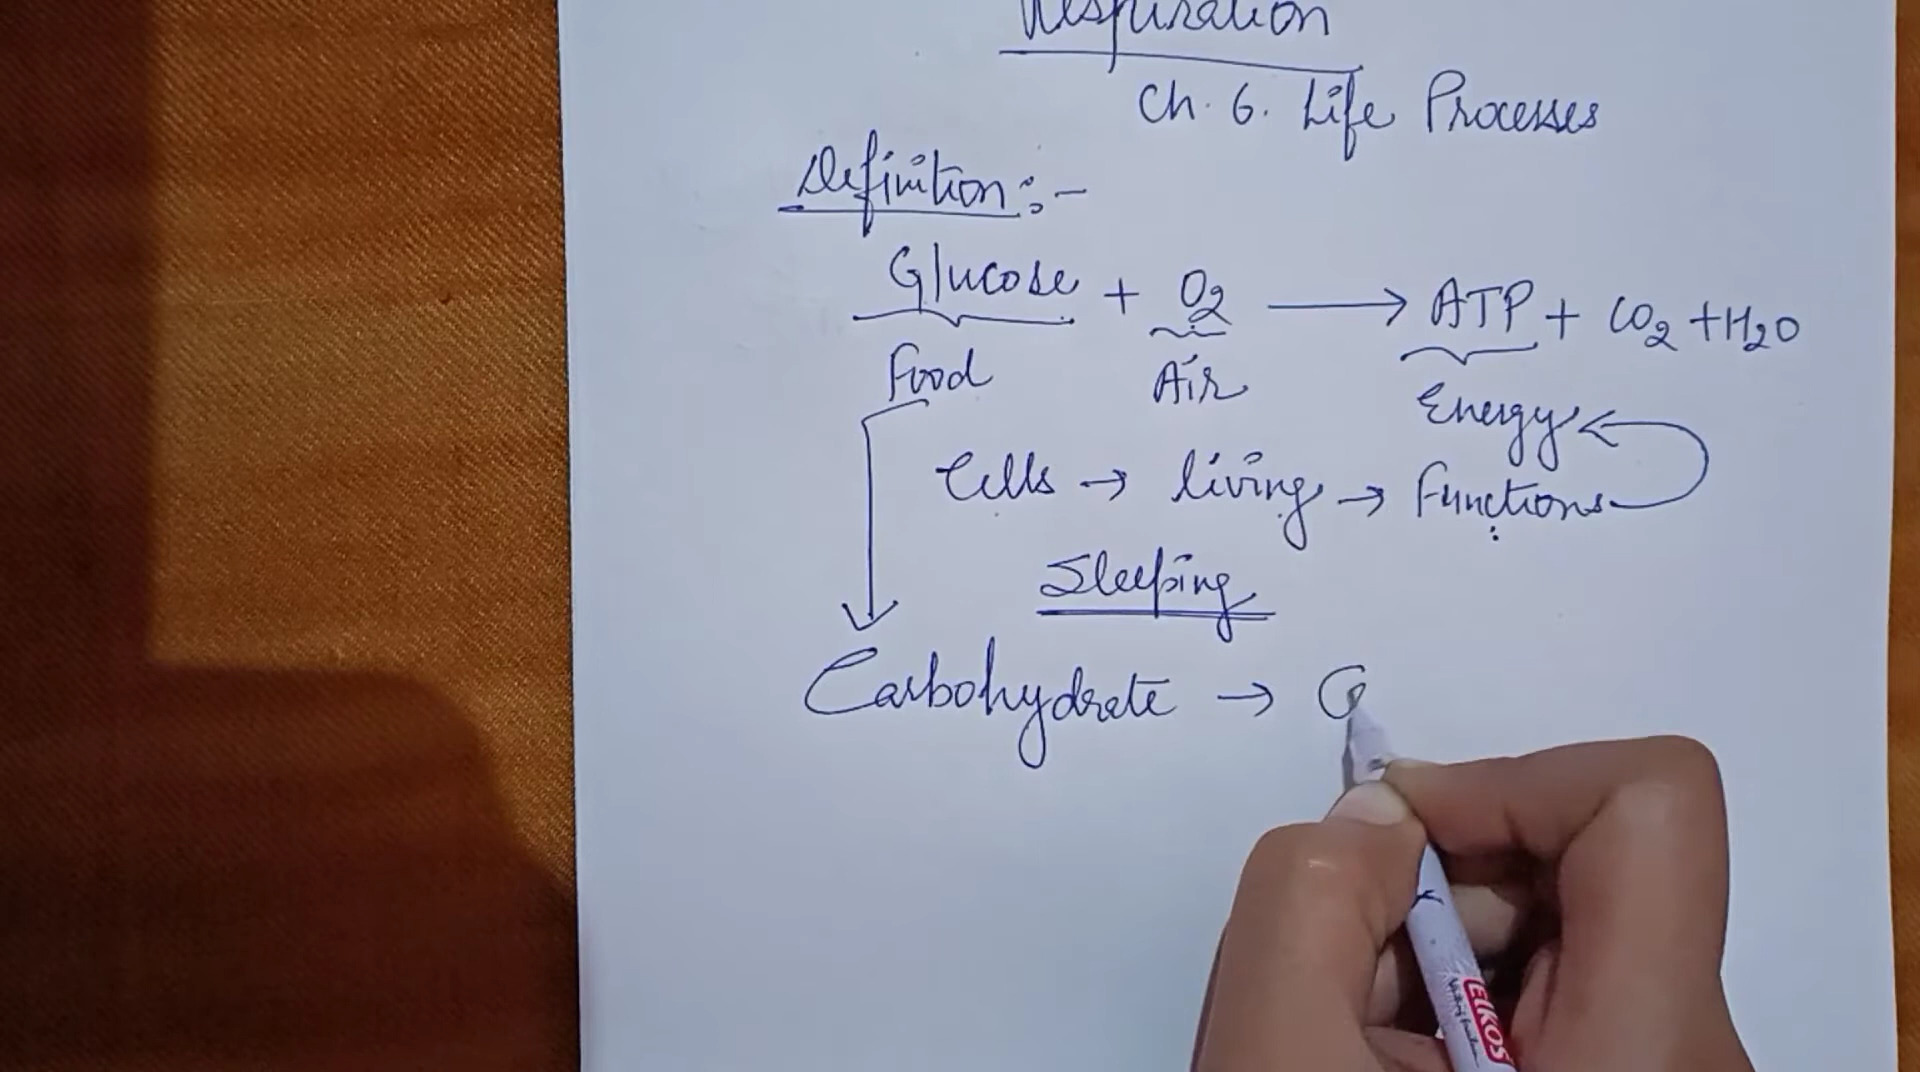 Respiration
Ch. 6. Life Processes
Definition :-
Glucose + O2 → ATP + CO2 + H2O
Food Air Energy
Cells → living → Functions
Sleeping
Carbohydrate → G
ELKOS